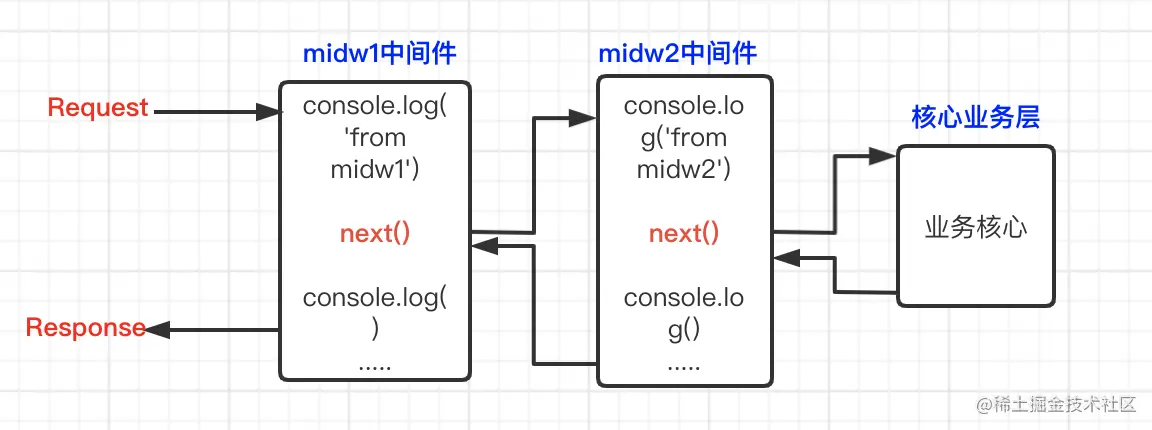 midw1中间件
midw2中间件
Request
console.log(
'from
midw1')
next()
console.log(
)
.....
Response
console.lo
g('from
midw2')
next()
console.lo
g()
.....
核心业务层
业务核心
@稀土掘金技术社区